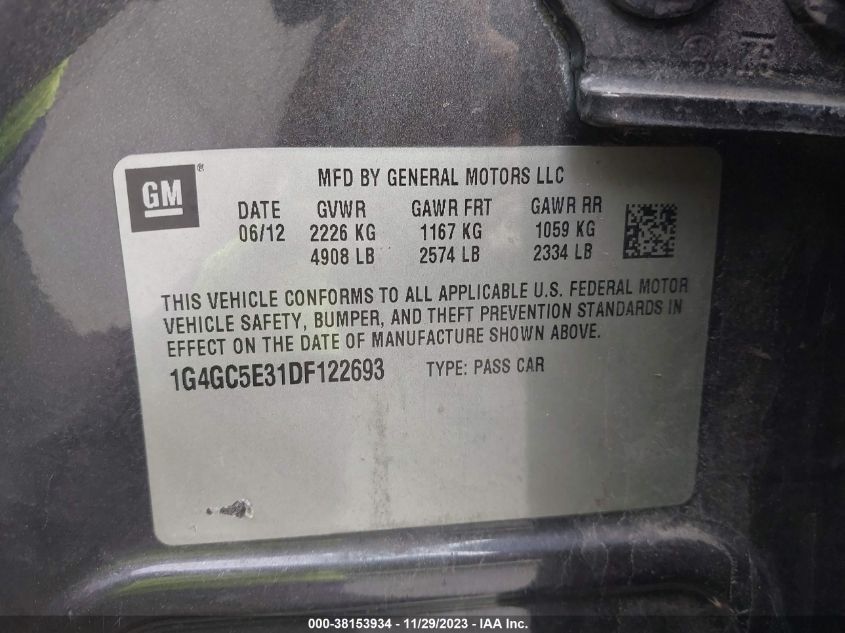 GM®
MFD BY GENERAL MOTORS LLC
DATE GVWR GAWR FRT GAWR RR
06/12 2226 KG 1167 KG 1059 KG
4908 LB 2574 LB 2334 LB
THIS VEHICLE CONFORMS TO ALL APPLICABLE U.S. FEDERAL MOTOR
VEHICLE SAFETY, BUMPER, AND THEFT PREVENTION STANDARDS IN
EFFECT ON THE DATE OF MANUFACTURE SHOWN ABOVE.
1G4GC5E31DF122693 TYPE: PASS CAR
000-38153934 - 11/29/2023 - IAAI.com